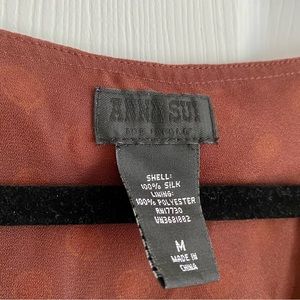 ANNA SUI
SHELL:
100% SILK
LINING:
100% POLYESTER
RN17730
M
MADE IN
CHINA